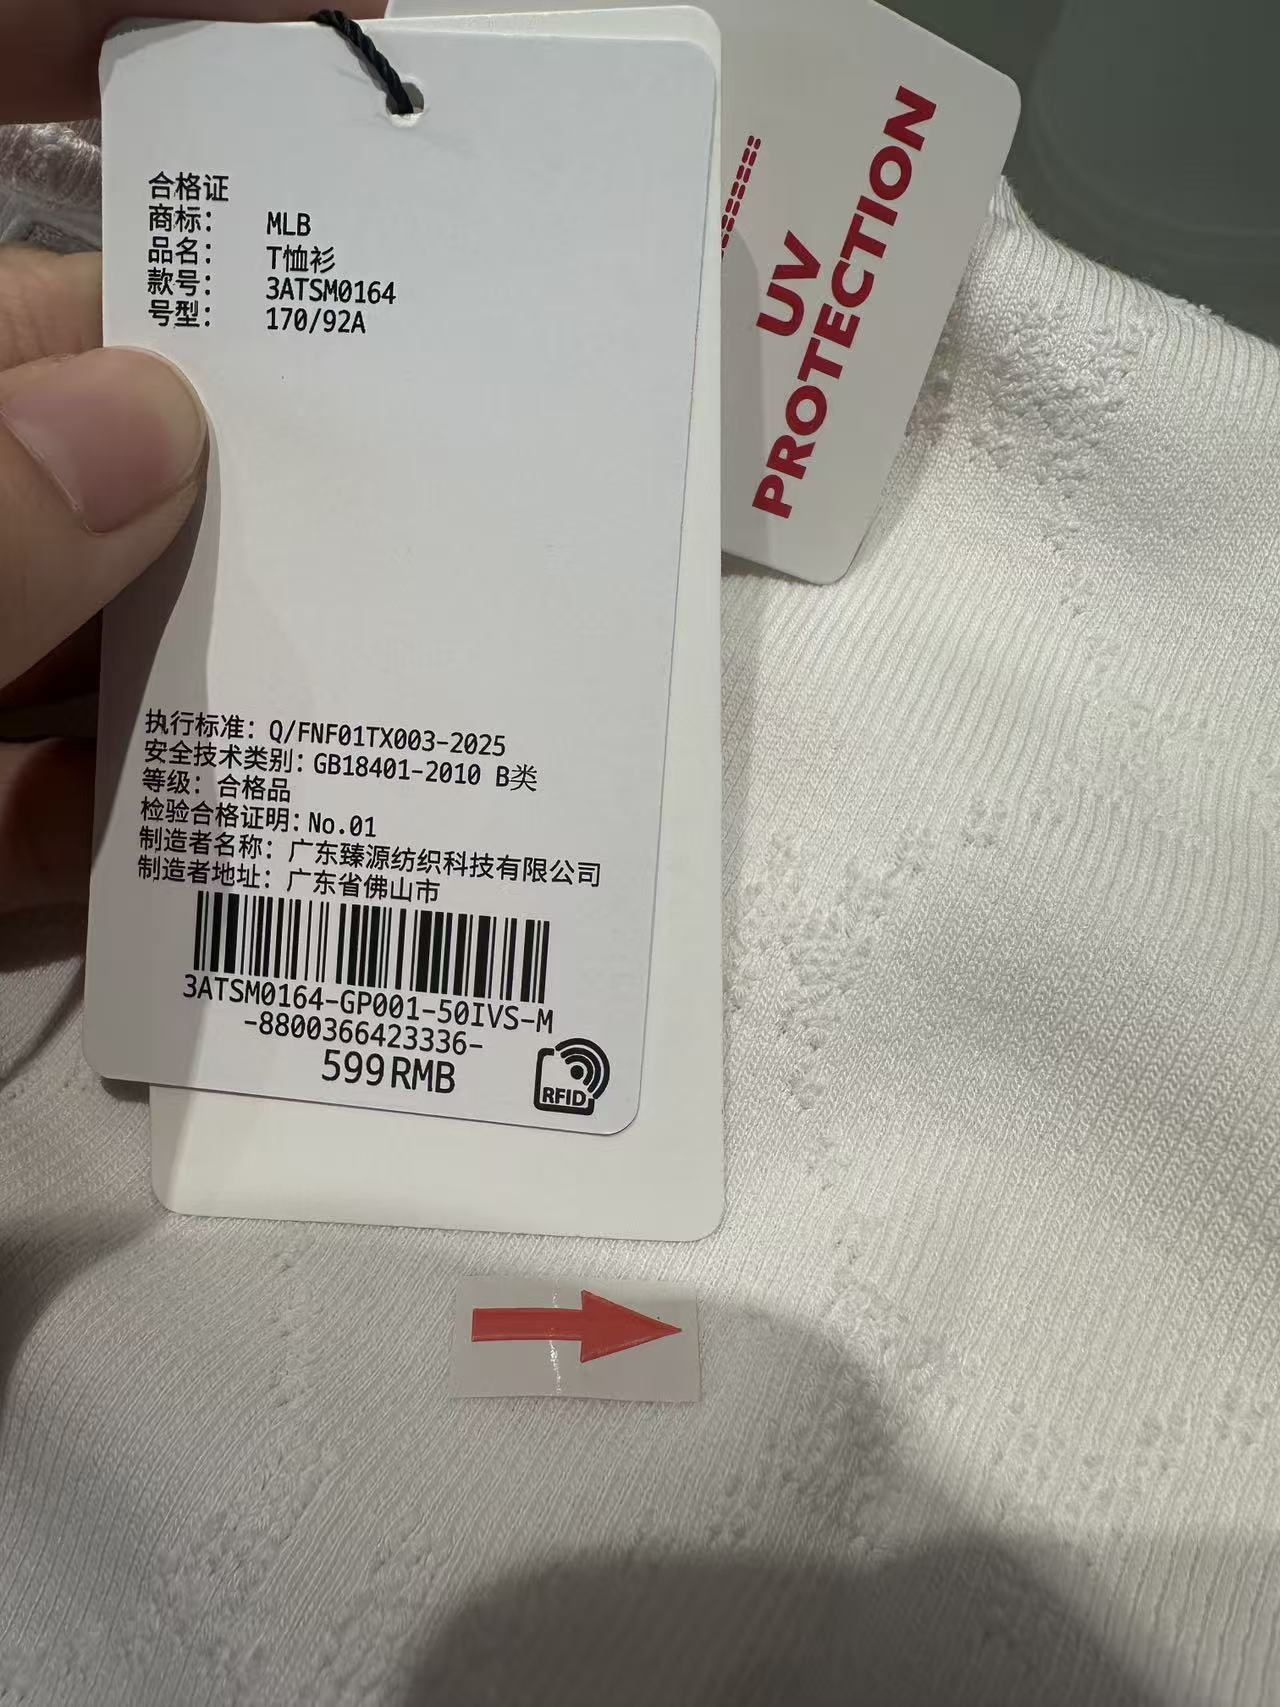 合格证
商标： MLB
品名： T恤衫
款号： 3ATSM0164
号型： 170/92A
执行标准：Q/FNF01TX003-2025
安全技术类别：GB18401-2010 B类
等级：合格品
检验合格证明：No.01
制造者名称：广东臻源纺织科技有限公司
制造者地址：广东省佛山市
3ATSM0164-GP001-50IVS-M
-8800366423336-
599RMB
RFID
UV
PROTECTION